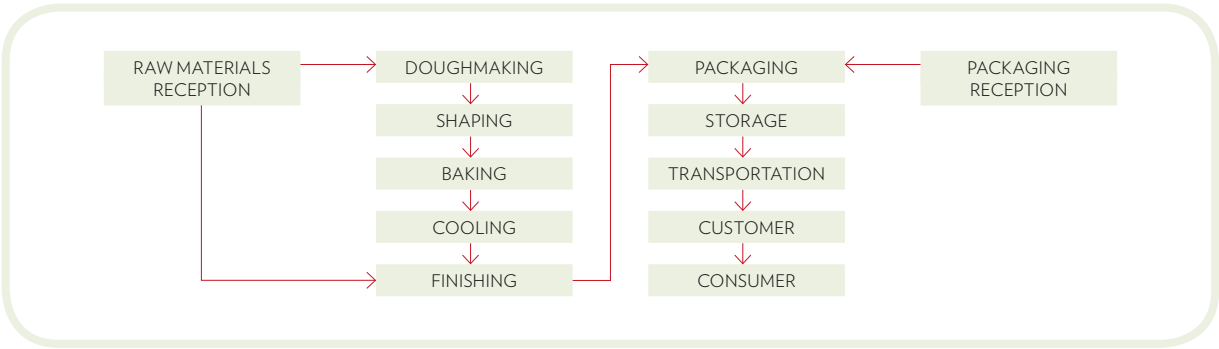 RAW MATERIALS
RECEPTION
DOUGHMAKING
SHAPING
BAKING
COOLING
FINISHING
PACKAGING
STORAGE
TRANSPORTATION
CUSTOMER
CONSUMER
PACKAGING
RECEPTION